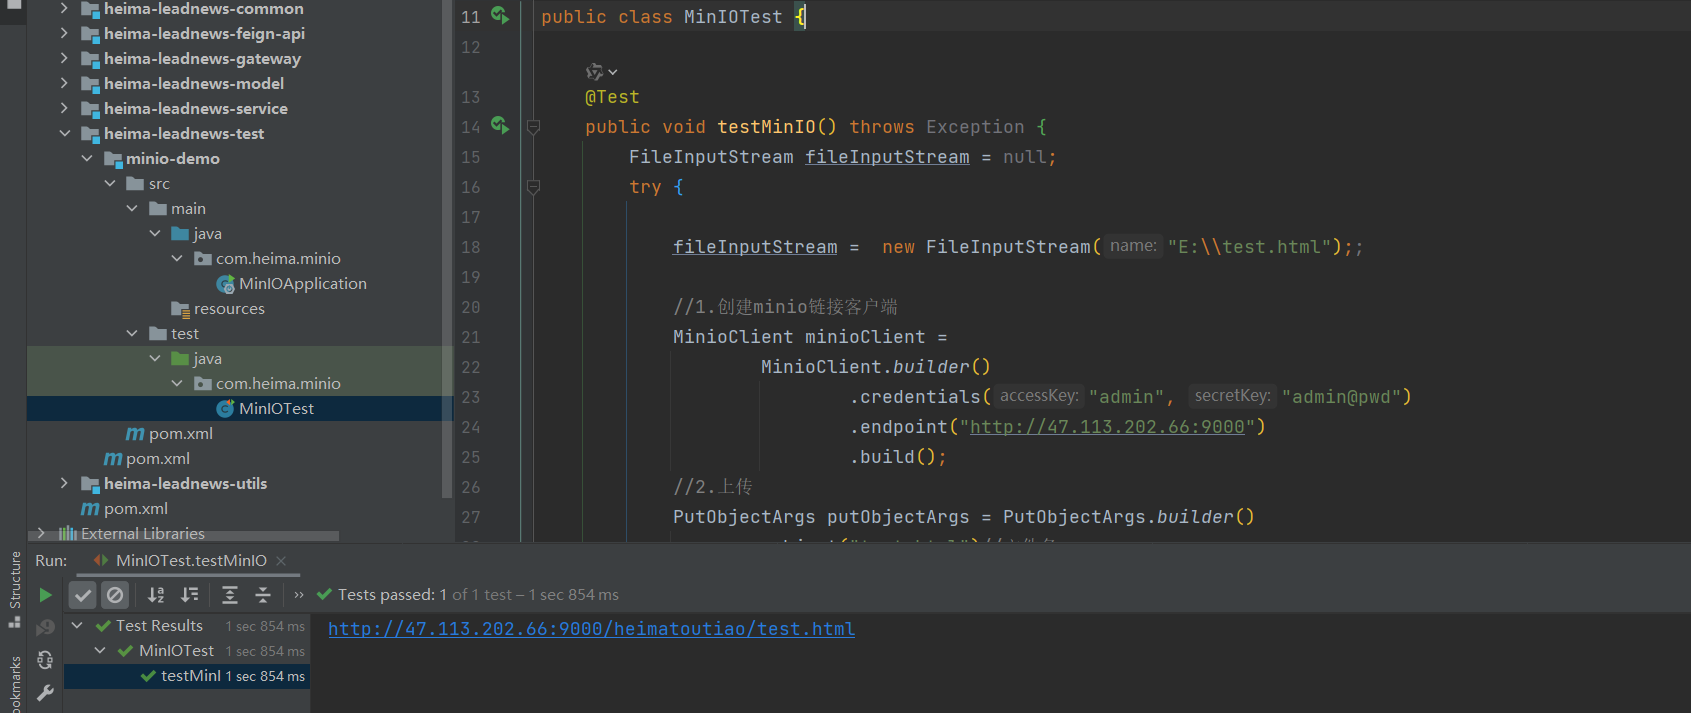 heima-leadnews-common
heima-leadnews-feign-api
heima-leadnews-gateway
heima-leadnews-model
heima-leadnews-service
heima-leadnews-test
minio-demo
src
main
java
com.heima.minio
MinIOApplication
resources
test
java
com.heima.minio
MinIOTest
pom.xml
pom.xml
heima-leadnews-utils
pom.xml
External Libraries
11 public class MinIOTest {
12
13 @Test
14 public void testMinIO() throws Exception {
15 FileInputStream fileInputStream = null;
16 try {
17
18 fileInputStream = new FileInputStream( name: "E:\\test.html");;
19
20 //1.创建minio链接客户端
21 MinioClient minioClient =
22 MinioClient.builder()
23 .credentials( accessKey: "admin", secretKey: "admin@pwd")
24 .endpoint("http://47.113.202.66:9000")
25 .build();
26 //2.上传
27 PutObjectArgs putObjectArgs = PutObjectArgs.builder()
Structure
Run: MinIOTest.testMinIO
Tests passed: 1 of 1 test – 1 sec 854 ms
Test Results 1 sec 854 ms
MinIOTest 1 sec 854 ms
testMinI 1 sec 854 ms
http://47.113.202.66:9000/heimatoutiao/test.html